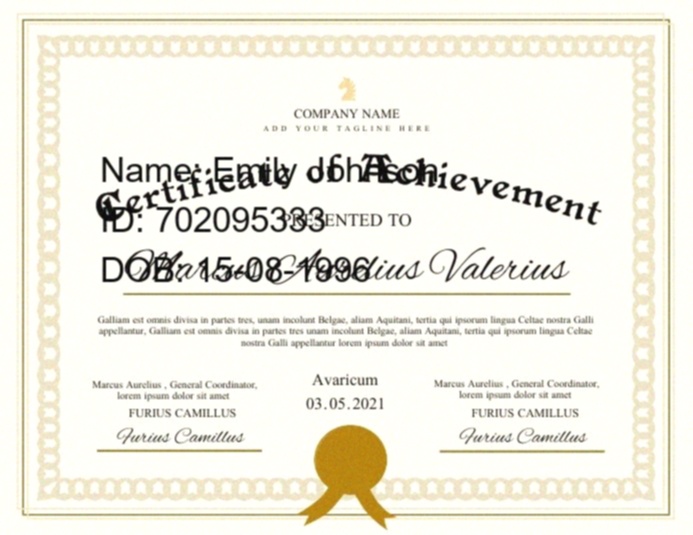 COMPANY NAME
ADD YOUR TAGLINE HERE
Name: Emily Johnson
Certificate of Achievement
ID: 702095333
PRESENTED TO
DOB: 15-08-1996
Marcus Aurelius Valerius
Galliam est omnis divisa in partes tres, unam incolunt Belgae, aliam Aquitani, tertia qui ipsorum lingua Celtae nostra Galli
appellantur, Galliam est omnis divisa in partes tres unam incolunt Belgae, aliam Aquitani, tertia qui ipsorum lingua Celtae
nostra Galli appellantur lorem ipsum dolor sit amet
Marcus Aurelius , General Coordinator,
lorem ipsum dolor sit amet
FURIUS CAMILLUS
Furius Camillus
Avaricum
03.05.2021
Marcus Aurelius , General Coordinator,
lorem ipsum dolor sit amet
FURIUS CAMILLUS
Furius Camillus